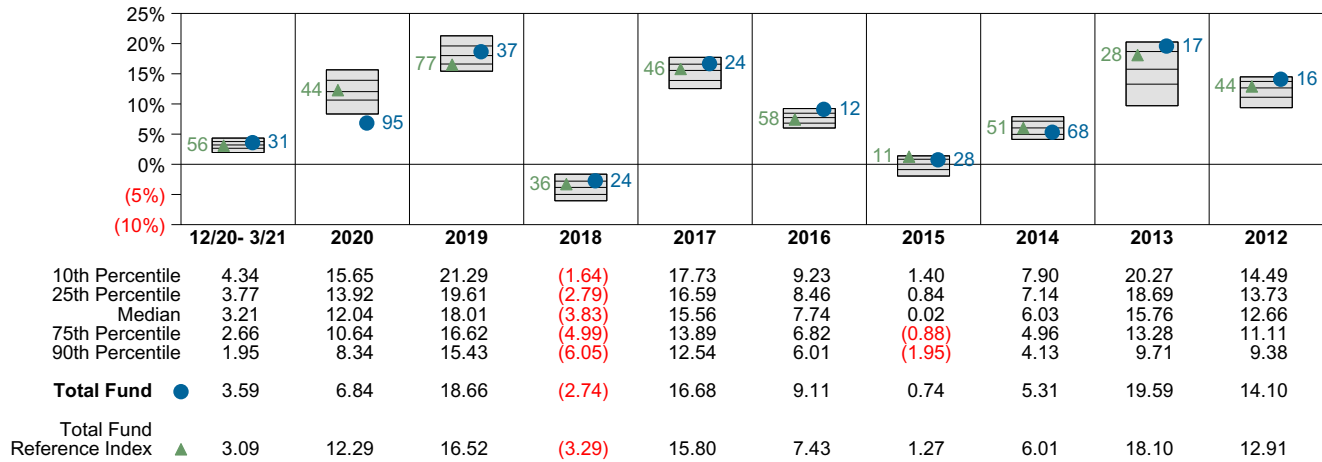 25%
20%
15%
10%
5%
0%
(5%)
(10%)
56 31
44 95
77 37
36 24
46 24
58 12
11 28
51 68
28 17
44 16
12/20- 3/21 2020 2019 2018 2017 2016 2015 2014 2013 2012
10th Percentile 4.34 15.65 21.29 (1.64) 17.73 9.23 1.40 7.90 20.27 14.49
25th Percentile 3.77 13.92 19.61 (2.79) 16.59 8.46 0.84 7.14 18.69 13.73
Median 3.21 12.04 18.01 (3.83) 15.56 7.74 0.02 6.03 15.76 12.66
75th Percentile 2.66 10.64 16.62 (4.99) 13.89 6.82 (0.88) 4.96 13.28 11.11
90th Percentile 1.95 8.34 15.43 (6.05) 12.54 6.01 (1.95) 4.13 9.71 9.38
Total Fund 3.59 6.84 18.66 (2.74) 16.68 9.11 0.74 5.31 19.59 14.10
Total Fund
Reference Index 3.09 12.29 16.52 (3.29) 15.80 7.43 1.27 6.01 18.10 12.91